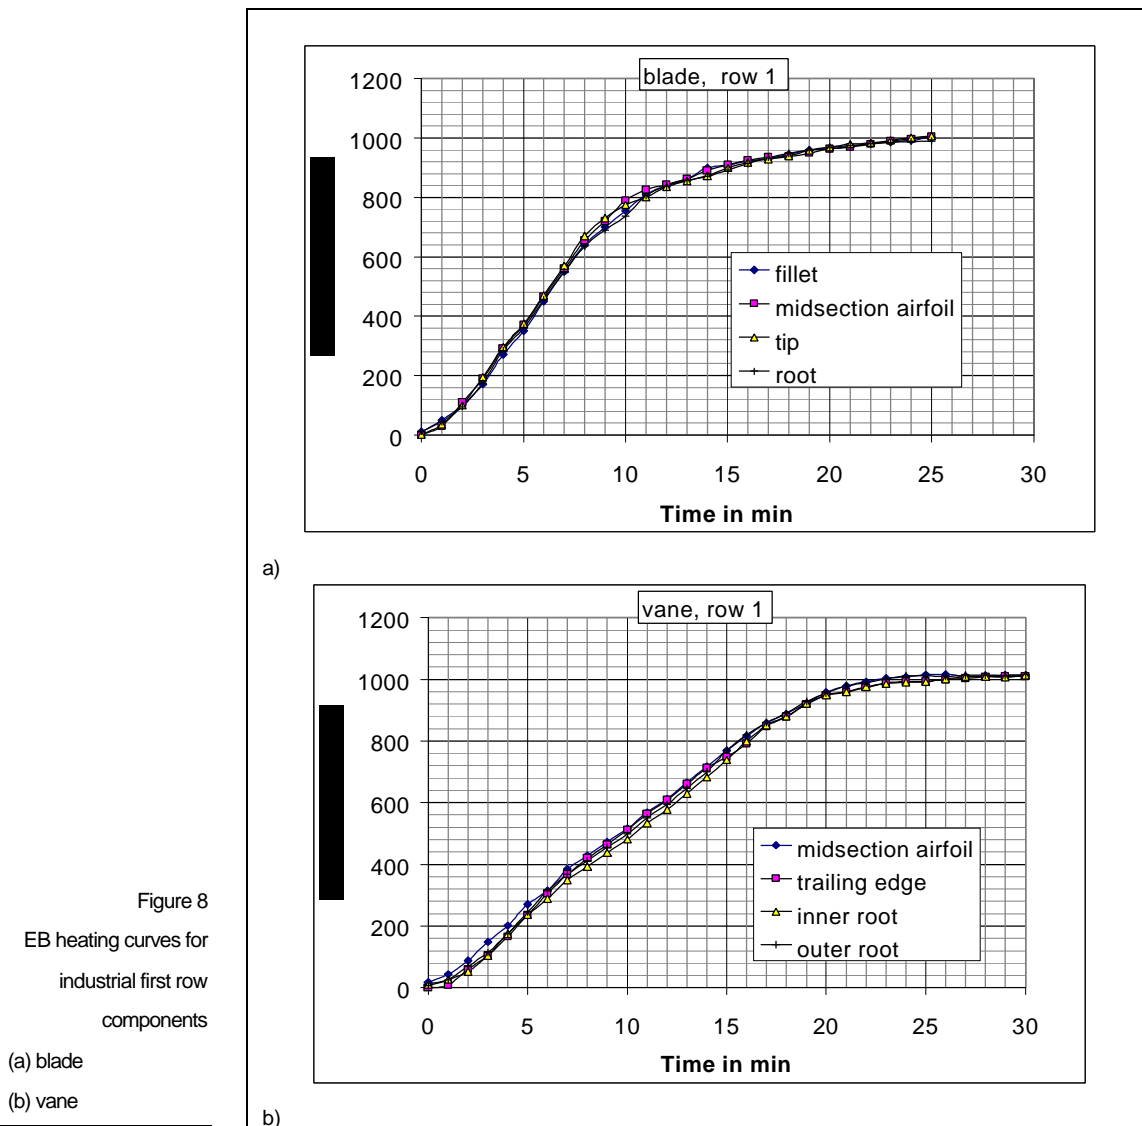 blade, row 1
1200
1000
800
600
400
200
0
fillet
midsection airfoil
tip
root
0 5 10 15 20 25 30
Time in min
a)
vane, row 1
1200
1000
800
600
400
200
0
midsection airfoil
trailing edge
inner root
outer root
0 5 10 15 20 25 30
Time in min
b)
Figure 8
EB heating curves for
industrial first row
components
(a) blade
(b) vane